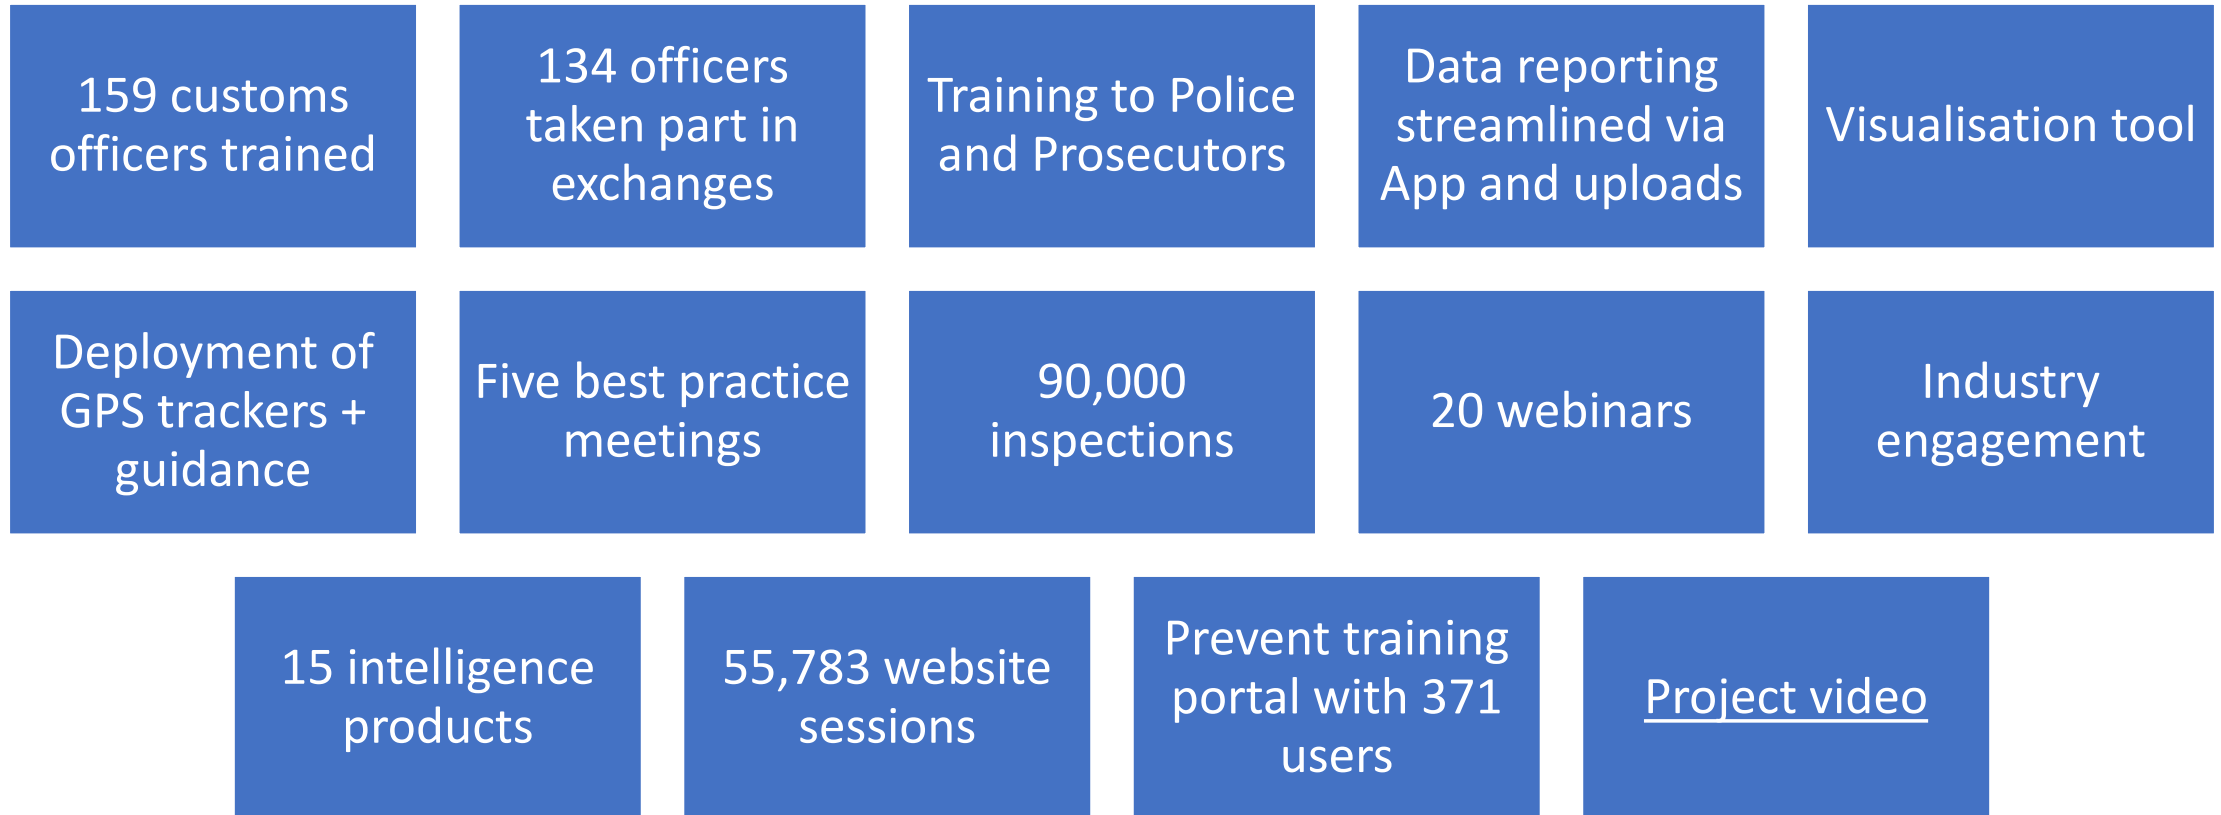 159 customs
officers trained
134 officers
taken part in
exchanges
Training to Police
and Prosecutors
Data reporting
streamlined via
App and uploads
Visualisation tool
Deployment of
GPS trackers +
guidance
Five best practice
meetings
90,000
inspections
20 webinars
Industry
engagement
15 intelligence
products
55,783 website
sessions
Prevent training
portal with 371
users
Project video